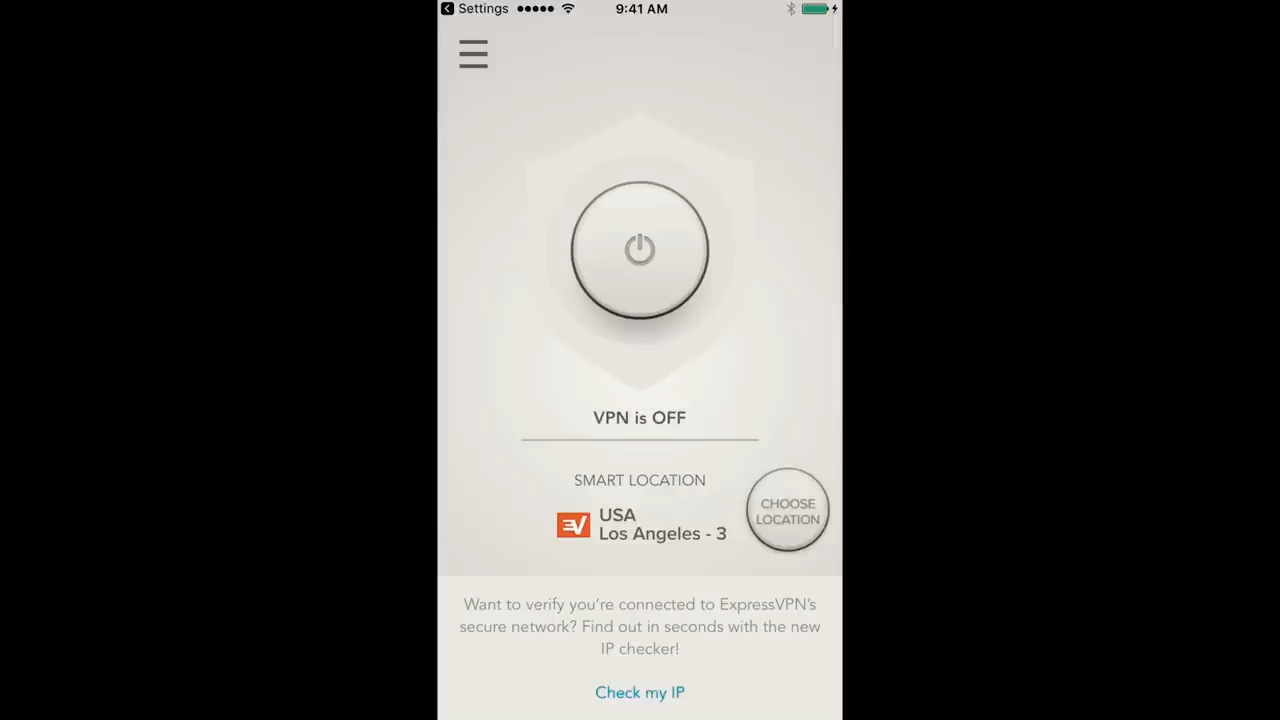 Settings 9:41 AM
VPN is OFF
SMART LOCATION
USA
Los Angeles - 3
CHOOSE
LOCATION
Want to verify you're connected to ExpressVPN's
secure network? Find out in seconds with the new
IP checker!
Check my IP